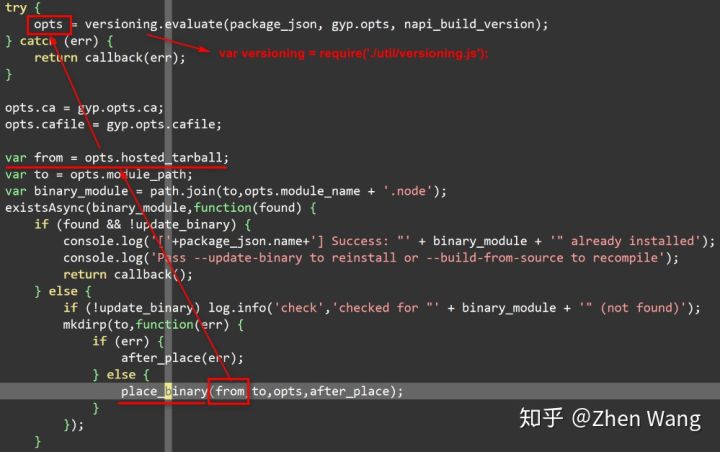 try {
opts = versioning.evaluate(package_json, gyp.opts, napi_build_version);
} catch (err) {
var versioning = require('./util/versioning.js');
return callback(err);
}
opts.ca = gyp.opts.ca;
opts.cafile = gyp.opts.cafile;
var from = opts.hosted_tarball;
var to = opts.module_path;
var binary_module = path.join(to,opts.module_name + '.node');
existsAsync(binary_module,function(found) {
if (found && !update_binary) {
console.log('['+package_json.name+'] Success: "' + binary_module + '" already installed');
console.log('Pass --update-binary to reinstall or --build-from-source to recompile');
return callback();
} else {
if (!update_binary) log.info('check','checked for "' + binary_module + '" (not found)');
mkdirp(to,function(err) {
if (err) {
after_place(err);
} else {
place_binary(from,to,opts,after_place);
}
});
}
知乎 @Zhen Wang